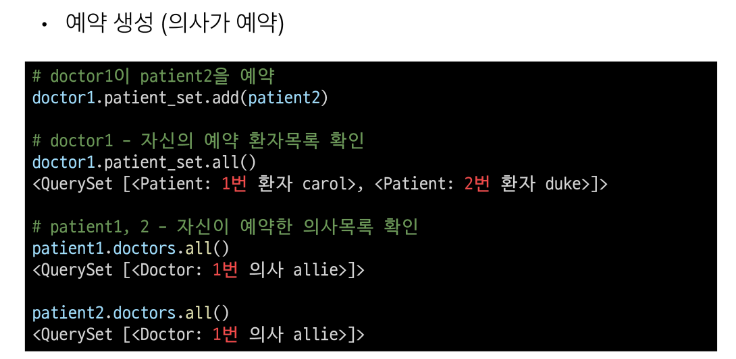 • 예약 생성 (의사가 예약)
# doctor1이 patient2을 예약
doctor1.patient_set.add(patient2)
# doctor1 - 자신의 예약 환자목록 확인
doctor1.patient_set.all()
<QuerySet [<Patient: 1번 환자 carol>, <Patient: 2번 환자 duke>]>
# patient1, 2 - 자신이 예약한 의사목록 확인
patient1.doctors.all()
<QuerySet [<Doctor: 1번 의사 allie>]>
patient2.doctors.all()
<QuerySet [<Doctor: 1번 의사 allie>]>